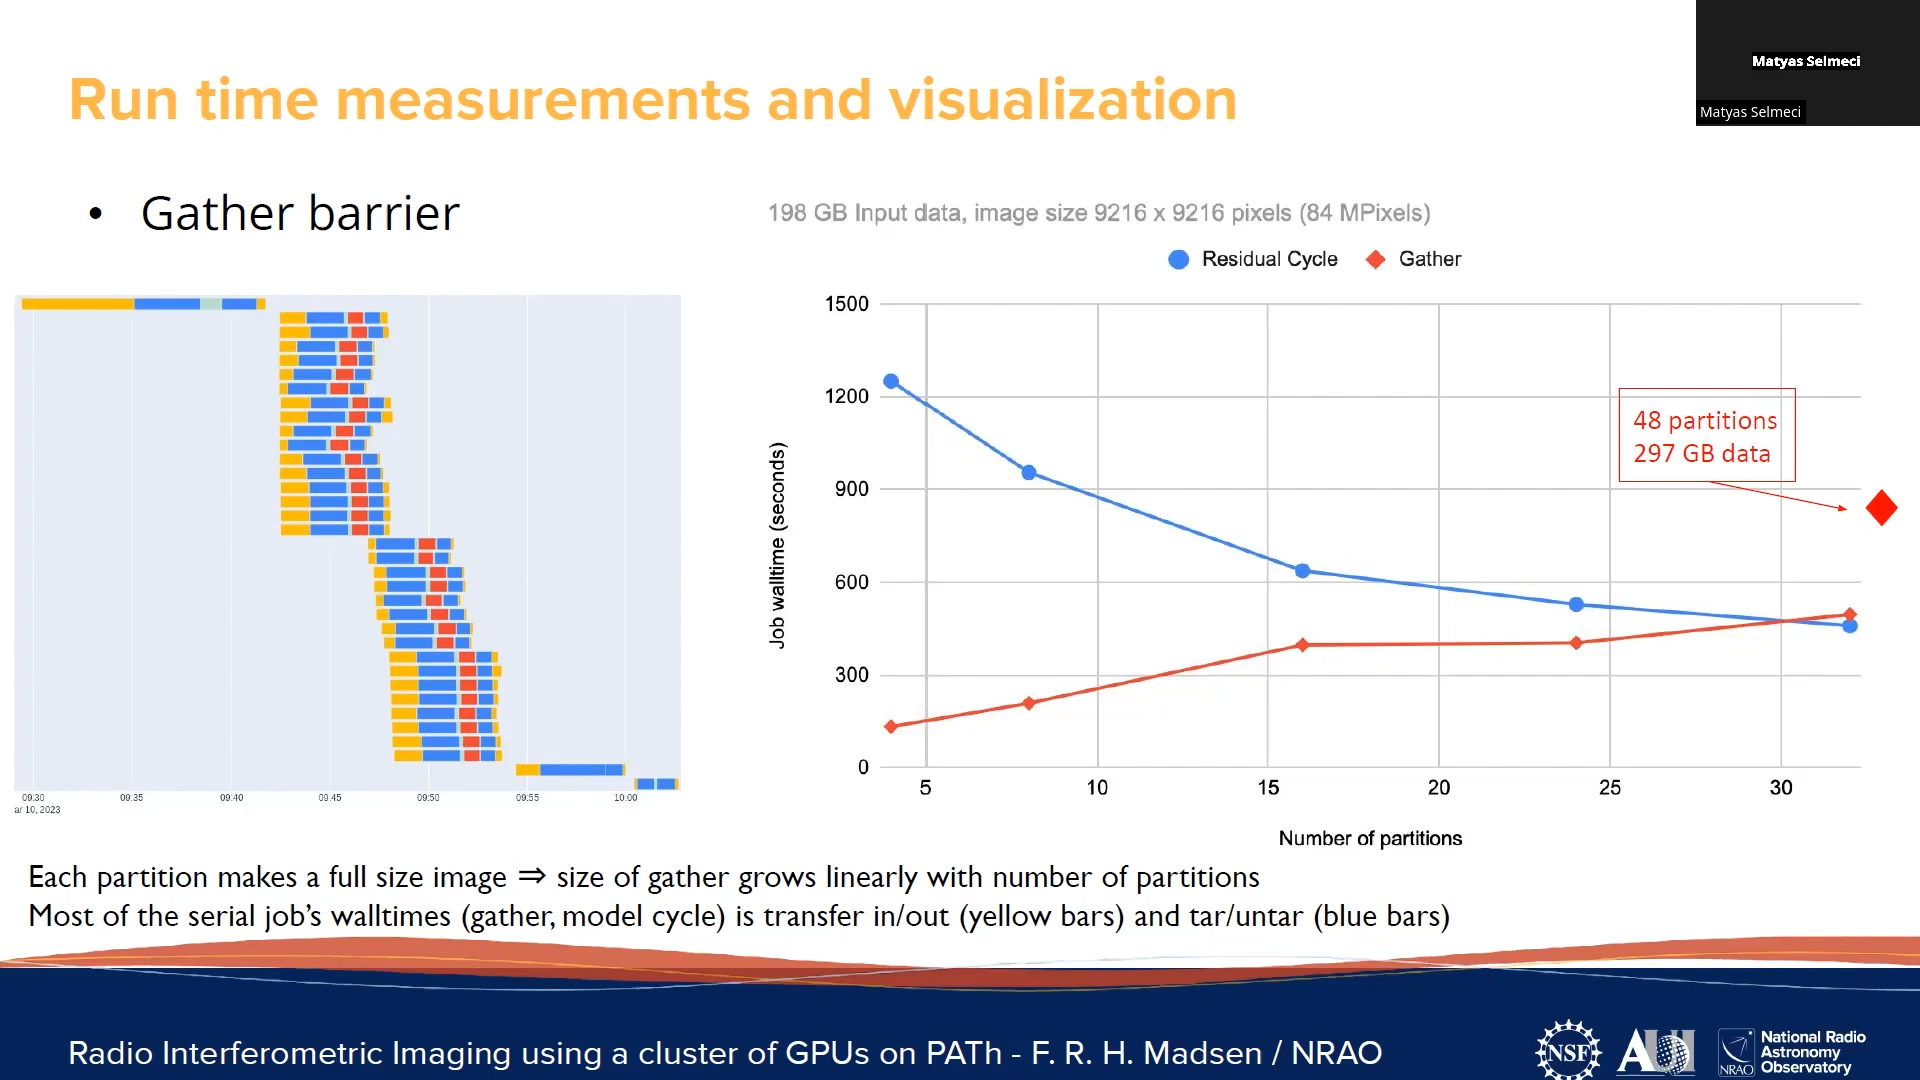 Run time measurements and visualization
Matyas Selmeci
Matyas Selmeci
• Gather barrier
198 GB Input data, image size 9216 x 9216 pixels (84 MPixels)
Residual Cycle
Gather
1500
1200
900
600
300
0
Job walltime (seconds)
5
10
15
20
25
30
Number of partitions
48 partitions
297 GB data
09:30
09:35
09:40
09:45
09:50
09:55
10:00
ar 10, 2023
Each partition makes a full size image ⇒ size of gather grows linearly with number of partitions
Most of the serial job’s walltimes (gather, model cycle) is transfer in/out (yellow bars) and tar/untar (blue bars)
Radio Interferometric Imaging using a cluster of GPUs on PATh - F. R. H. Madsen / NRAO
NSF
AUI
NRAO
National Radio
Astronomy
Observatory